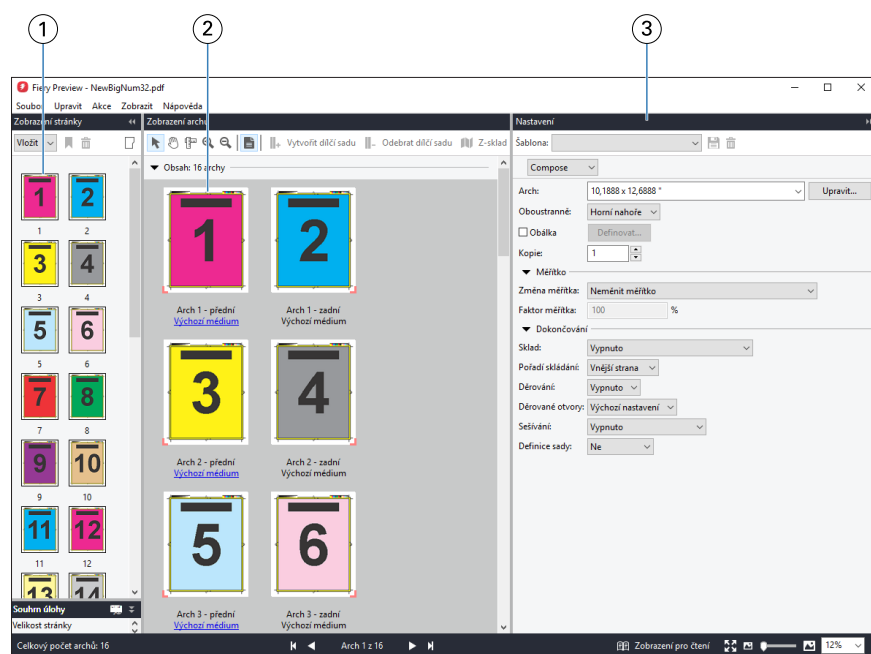 1 2 3
Fiery Preview - NewBigNum32.pdf
Soubor Upravit Akce Zobrazit Nápověda
Zobrazení stránky
Vložit
1 2
1 2
3 4
3 4
5 6
5 6
7 8
7 8
9 10
9 10
11 12
11 12
13 14
Souhrn úlohy
Velikost stránky
Zobrazení archu
Vytvořit dílčí sadu Odebrat dílčí sadu Z-sklad
Obsah: 16 archy
1 2
Arch 1 - přední Arch 1 - zadní
Výchozí médium Výchozí médium
3 4
Arch 2 - přední Arch 2 - zadní
Výchozí médium Výchozí médium
5 6
Arch 3 - přední Arch 3 - zadní
Výchozí médium Výchozí médium
Nastavení
Šablona:
Compose
Arch: 10,1888 x 12,6888 " Upravit...
Oboustranně: Horní nahoře
Obálka Definovat...
Kopie: 1
Měřítko
Změna měřítka: Neměnit měřítko
Faktor měřítka: 100 %
Dokončování
Sklad: Vypnuto
Pořadí skládání: Vnější strana
Děrování: Vypnuto
Děrované otvory: Výchozí nastavení
Sešívání: Vypnuto
Definice sady: Ne
Celkový počet archů: 16 Arch 1 z 16 Zobrazení pro čtení 12%